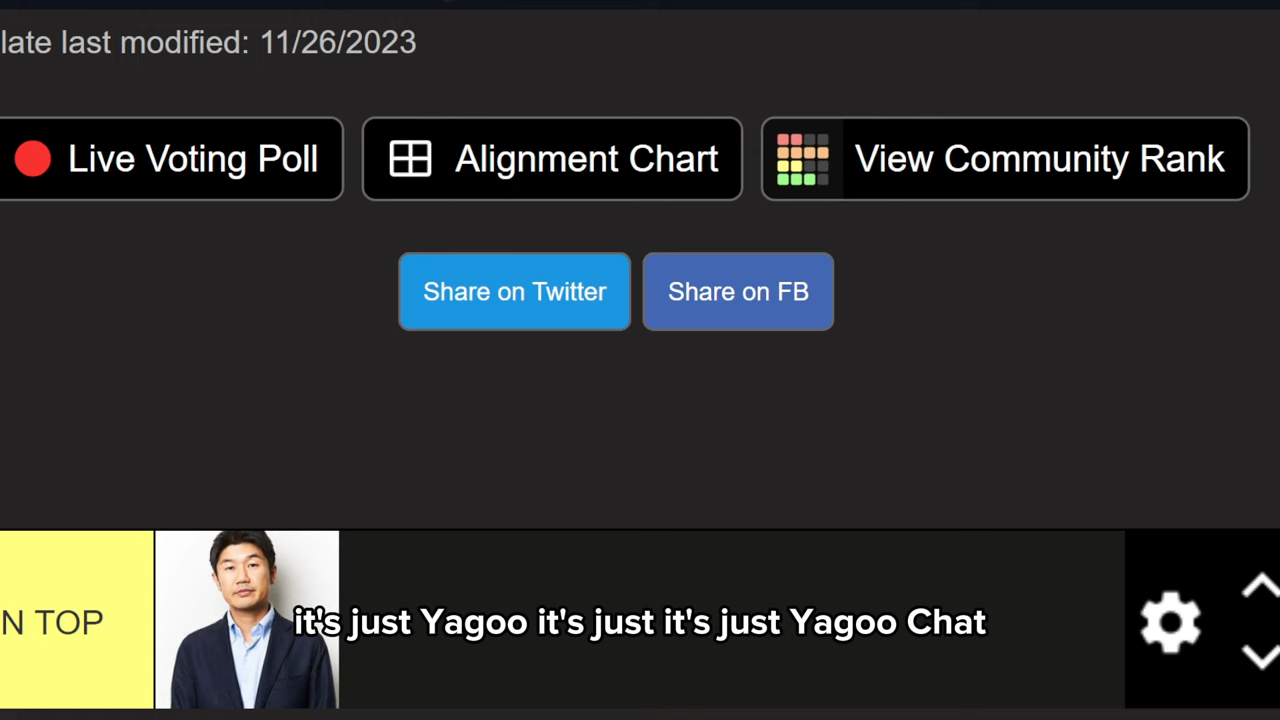 late last modified: 11/26/2023
Live Voting Poll
Alignment Chart
View Community Rank
Share on Twitter
Share on FB
N TOP
it's just Yagoo it's just it's just Yagoo Chat